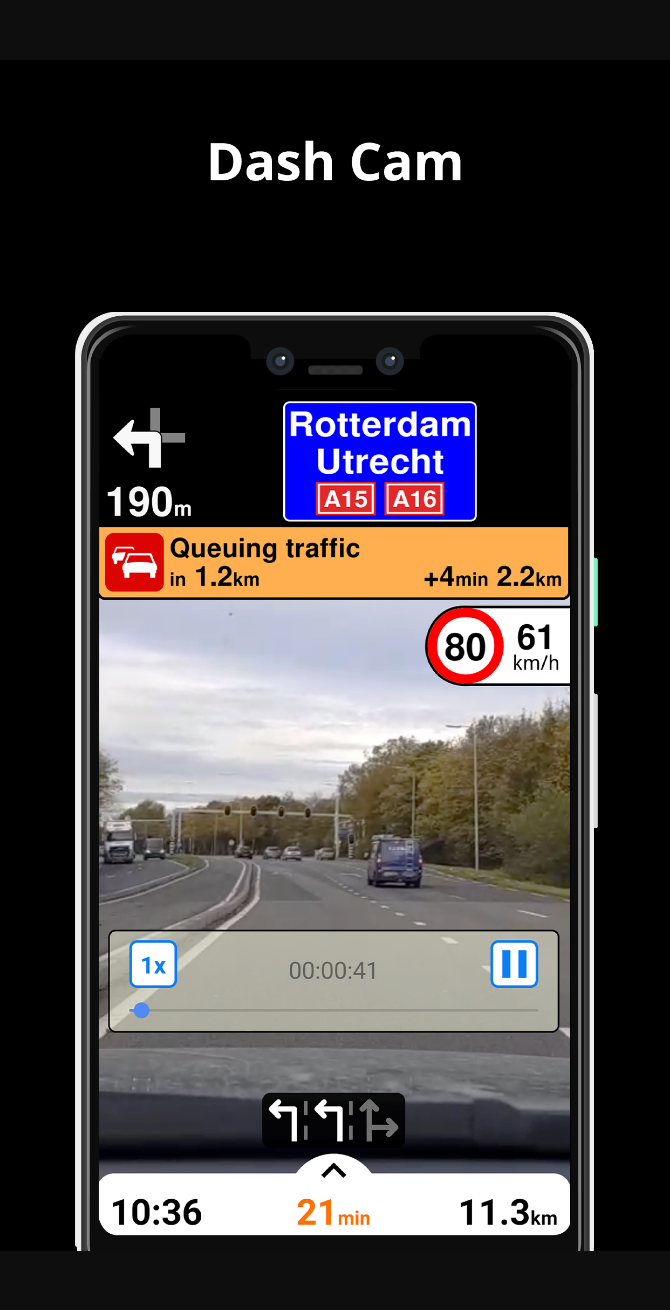 Dash Cam
Rotterdam
Utrecht
A15 A16
190m
Queuing traffic
in 1.2km
+4min 2.2km
80
61
km/h
1x
00:00:41
10:36
21min
11.3km